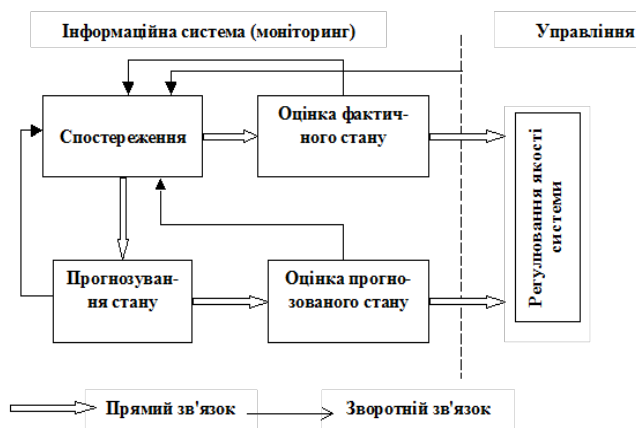 Інформаційна система (моніторинг)
Управління
Спостереження
Оцінка фактич-
ного стану
Прогнозуван-
ня стану
Оцінка прогно-
зованого стану
Регулювання якості
системи
Прямий зв'язок
Зворотній зв'язок